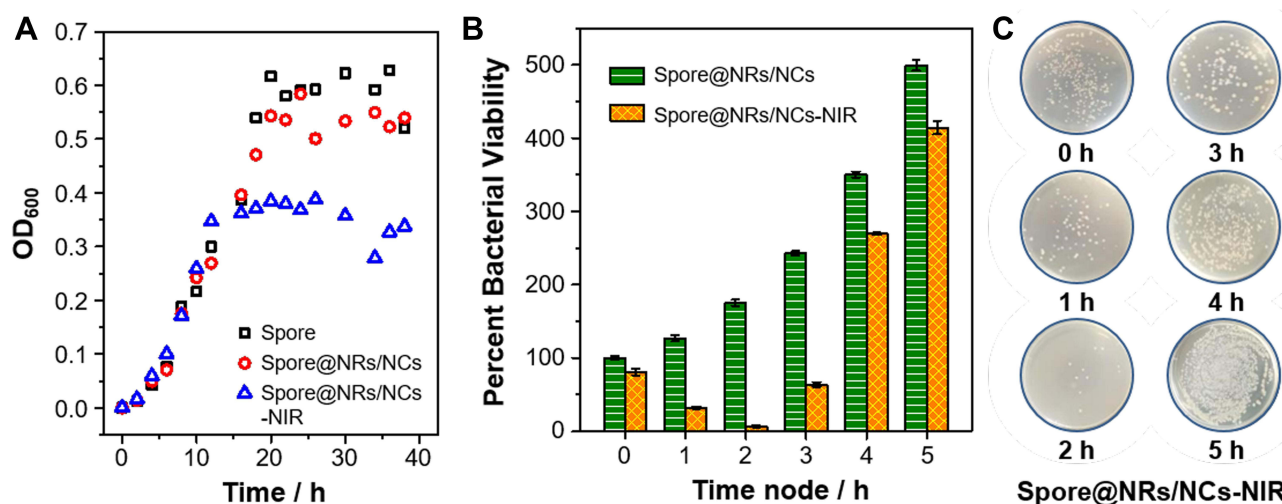 A
0.7
0.6
0.5
0.4
0.3
0.2
0.1
0.0
OD600
0
10
20
30
40
Time / h
Spore
Spore@NRs/NCs
Spore@NRs/NCs
-NIR
B
500
400
300
200
100
0
Percent Bacterial Viability
Spore@NRs/NCs
Spore@NRs/NCs-NIR
0
1
2
3
4
5
Time node / h
C
0 h
3 h
1 h
4 h
2 h
5 h
Spore@NRs/NCs-NIR